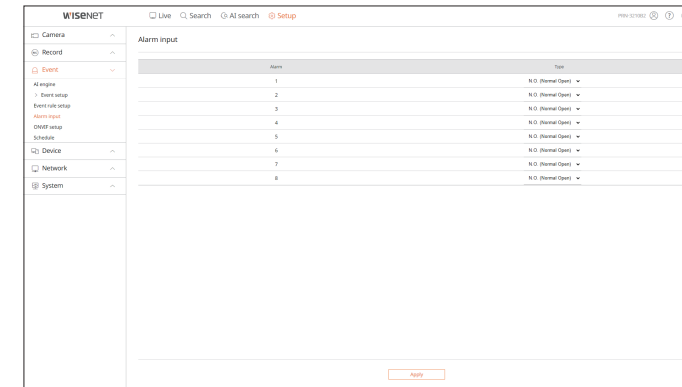 WISENET
Live Search AI search Setup
PRN-3210B2
Camera
Record
Event
AI engine
> Event setup
Event rule setup
Alarm input
ONVIF setup
Schedule
Device
Network
System
Alarm input
Alarm Type
1 N.O. (Normal Open)
2 N.O. (Normal Open)
3 N.O. (Normal Open)
4 N.O. (Normal Open)
5 N.O. (Normal Open)
6 N.O. (Normal Open)
7 N.O. (Normal Open)
8 N.O. (Normal Open)
Apply